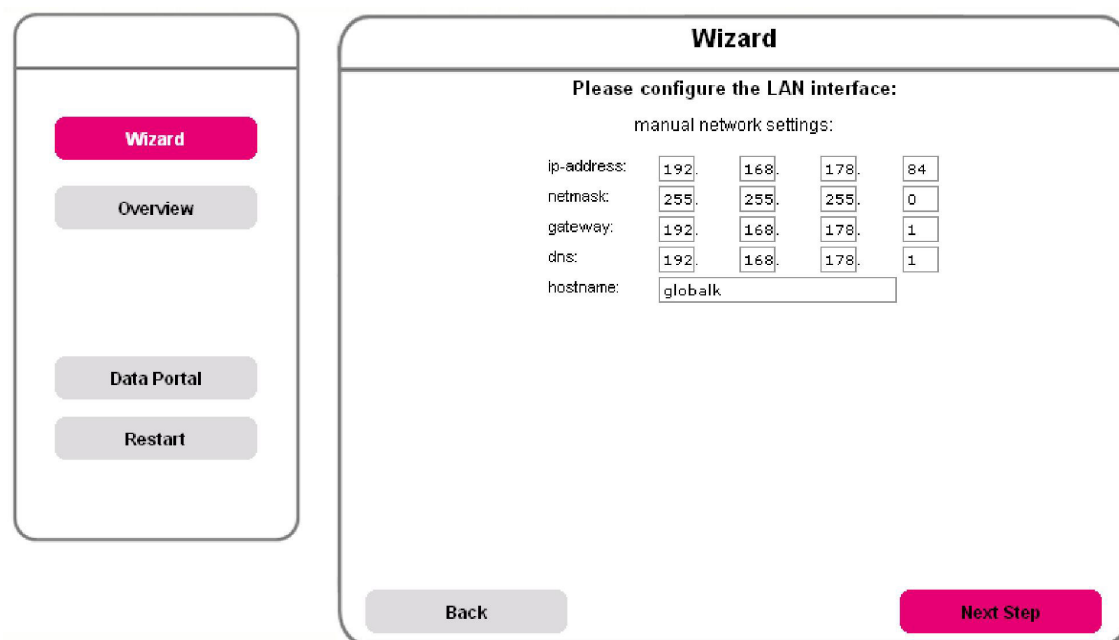 Wizard
Overview
Data Portal
Restart
Wizard
Please configure the LAN interface:
manual network settings:
ip-address: 192. 168. 178. 84
netmask: 255. 255. 255. 0
gateway: 192. 168. 178. 1
dns: 192. 168. 178. 1
hostname: globalk
Back Next Step